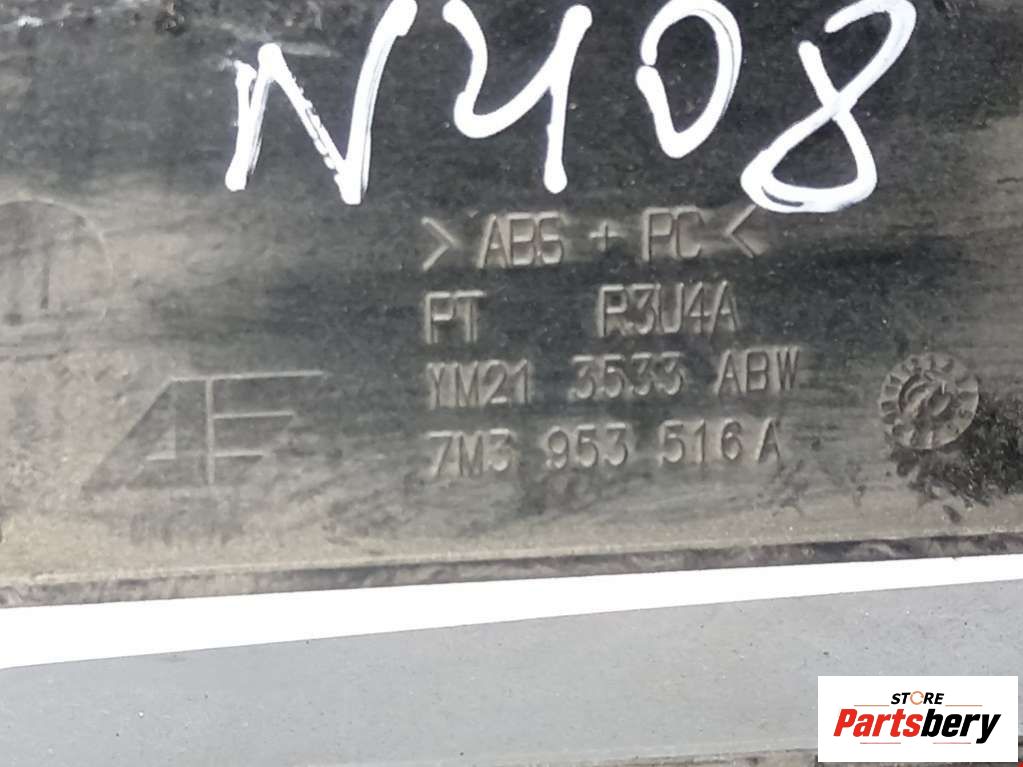 N408
>ABS + PC<
PT R3U4A
YM21 3533 ABW
7M3 953 516 A
STORE
Partsbery